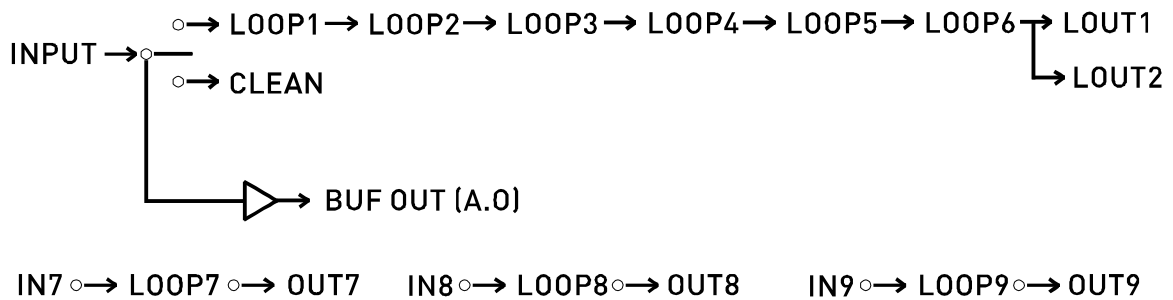 LOOP1 LOOP2 LOOP3 LOOP4 LOOP5 LOOP6 LOUT1
INPUT
CLEAN LOUT2
BUF OUT (A.O)
IN7 LOOP7 OUT7 IN8 LOOP8 OUT8 IN9 LOOP9 OUT9